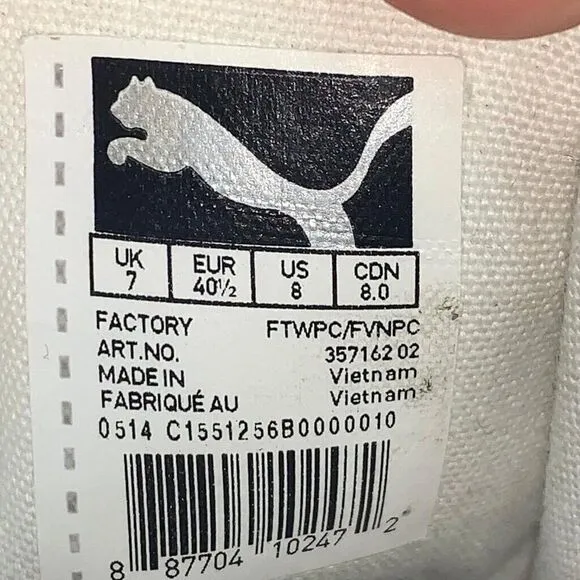 UK EUR US CDN
7 40½ 8 8.0
FACTORY FTWPC/FVNPC
ART.NO. 357162 02
MADE IN Vietnam
FABRIQUÉ AU Vietnam
0514 C1551256B0000010
8 87704 10247 2